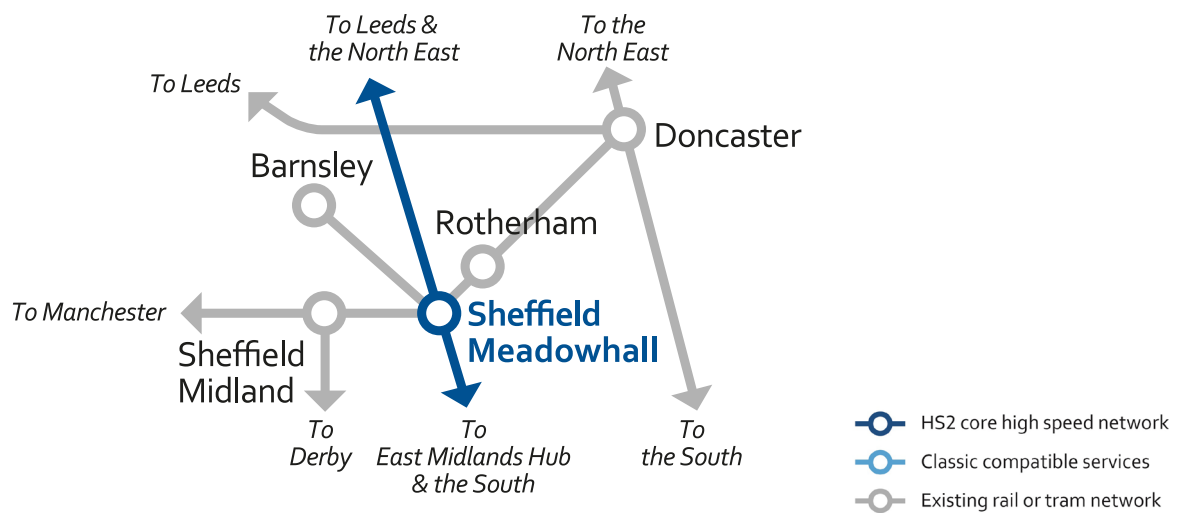 To Leeds &
the North East
To the
North East
To Leeds
Doncaster
Barnsley
Rotherham
To Manchester
Sheffield
Meadowhall
Sheffield
Midland
To
Derby
To
East Midlands Hub
& the South
To
the South
HS2 core high speed network
Classic compatible services
Existing rail or tram network